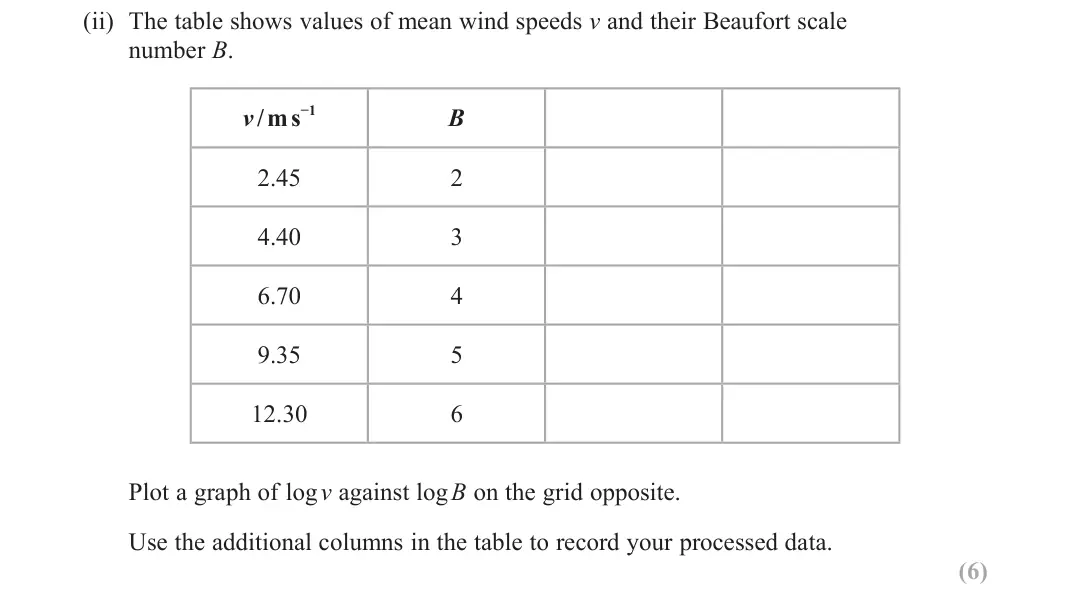 (ii) The table shows values of mean wind speeds v and their Beaufort scale
number B.
v/m s⁻¹ B
2.45 2
4.40 3
6.70 4
9.35 5
12.30 6
Plot a graph of log v against log B on the grid opposite.
Use the additional columns in the table to record your processed data.
(6)